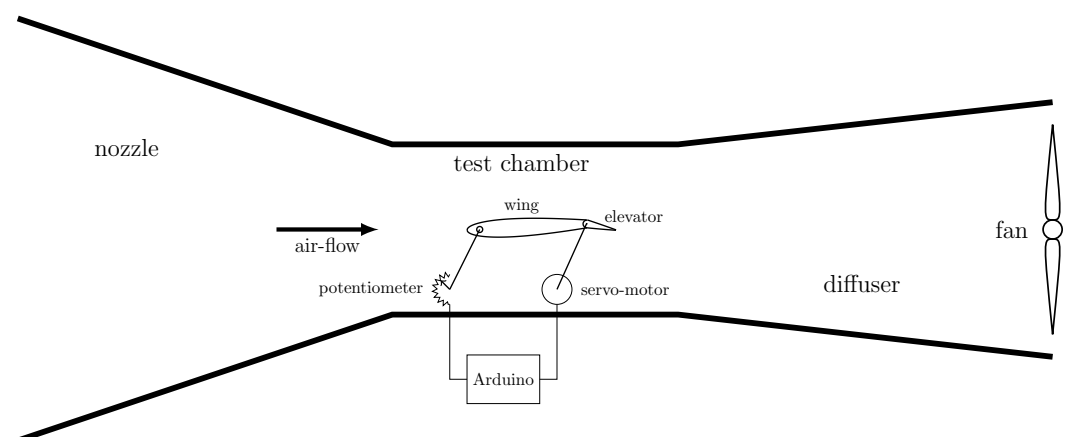 nozzle
test chamber
wing
elevator
air-flow
fan
potentiometer
servo-motor
diffuser
Arduino